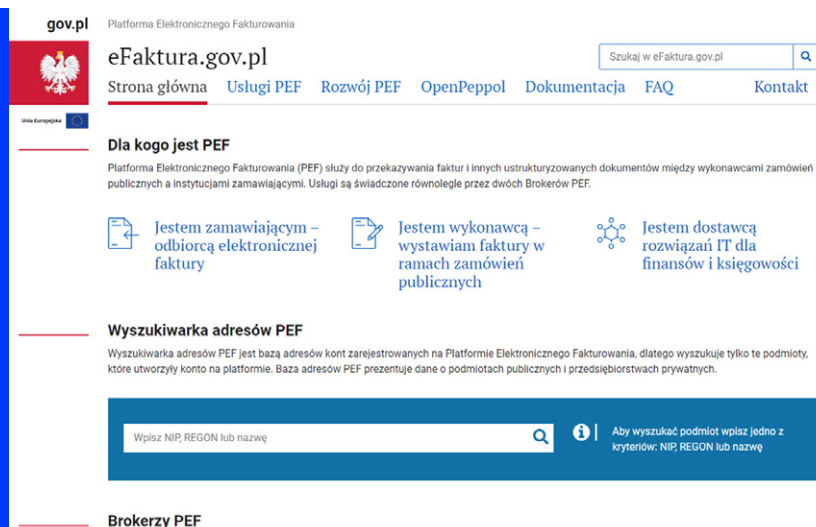 gov.pl
Platforma Elektronicznego Fakturowania
eFaktura.gov.pl
Szukaj w eFaktura.gov.pl
Strona główna Usługi PEF Rozwój PEF OpenPeppol Dokumentacja FAQ Kontakt
Unia Europejska
Dla kogo jest PEF
Platforma Elektronicznego Fakturowania (PEF) służy do przekazywania faktur i innych ustrukturyzowanych dokumentów między wykonawcami zamówień
publicznych a instytucjami zamawiającymi. Usługi są świadczone równolegle przez dwóch Brokerów PEF.
Jestem zamawiającym –
odbiorcą elektronicznej
faktury
Jestem wykonawcą –
wystawiam faktury w
ramach zamówień
publicznych
Jestem dostawcą
rozwiązań IT dla
finansów i księgowości
Wyszukiwarka adresów PEF
Wyszukiwarka adresów PEF jest bazą adresów kont zarejestrowanych na Platformie Elektronicznego Fakturowania, dlatego wyszukuje tylko te podmioty,
które utworzyły konto na platformie. Baza adresów PEF prezentuje dane o podmiotach publicznych i przedsiębiorstwach prywatnych.
Wpisz NIP, REGON lub nazwę
Aby wyszukać podmiot wpisz jedno z
kryteriów: NIP, REGON lub nazwę
Brokerzy PEF